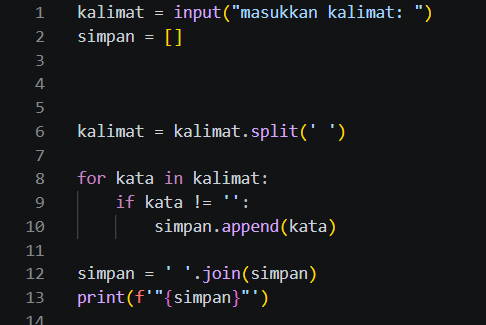 1 kalimat = input("masukkan kalimat: ")
2 simpan = []
3
4
5
6 kalimat = kalimat.split(' ')
7
8 for kata in kalimat:
9     if kata != '':
10         simpan.append(kata)
11
12 simpan = ' '.join(simpan)
13 print(f'"{simpan}"')
14